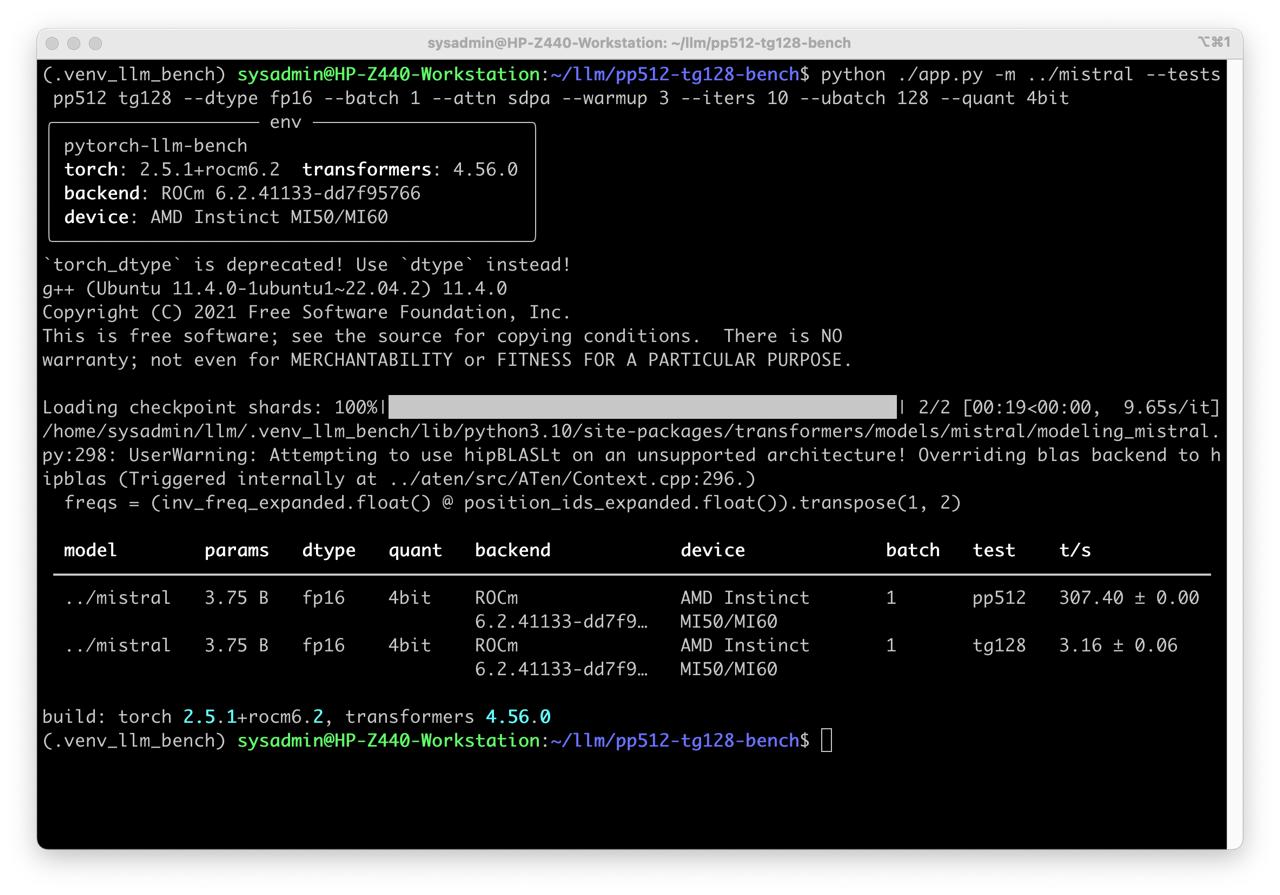 sysadmin@HP-Z440-Workstation: ~/llm/pp512-tg128-bench ⌥⌘1
(.venv_llm_bench) sysadmin@HP-Z440-Workstation:~/llm/pp512-tg128-bench$ python ./app.py -m ../mistral --tests
pp512 tg128 --dtype fp16 --batch 1 --attn sdpa --warmup 3 --iters 10 --ubatch 128 --quant 4bit
env
pytorch-llm-bench
torch: 2.5.1+rocm6.2  transformers: 4.56.0
backend: ROCm 6.2.41133-dd7f95766
device: AMD Instinct MI50/MI60
`torch_dtype` is deprecated! Use `dtype` instead!
g++ (Ubuntu 11.4.0-1ubuntu1~22.04.2) 11.4.0
Copyright (C) 2021 Free Software Foundation, Inc.
This is free software; see the source for copying conditions.  There is NO
warranty; not even for MERCHANTABILITY or FITNESS FOR A PARTICULAR PURPOSE.
Loading checkpoint shards: 100%|| 2/2 [00:19<00:00,  9.65s/it]
/home/sysadmin/llm/.venv_llm_bench/lib/python3.10/site-packages/transformers/models/mistral/modeling_mistral.
py:298: UserWarning: Attempting to use hipBLASLt on an unsupported architecture! Overriding blas backend to h
ipblas (Triggered internally at ../aten/src/ATen/Context.cpp:296.)
freqs = (inv_freq_expanded.float() @ position_ids_expanded.float()).transpose(1, 2)
model params dtype quant backend device batch test t/s
../mistral 3.75 B fp16 4bit ROCm AMD Instinct 1 pp512 307.40 ± 0.00
6.2.41133-dd7f9… MI50/MI60
../mistral 3.75 B fp16 4bit ROCm AMD Instinct 1 tg128 3.16 ± 0.06
6.2.41133-dd7f9… MI50/MI60
build: torch 2.5.1+rocm6.2, transformers 4.56.0
(.venv_llm_bench) sysadmin@HP-Z440-Workstation:~/llm/pp512-tg128-bench$